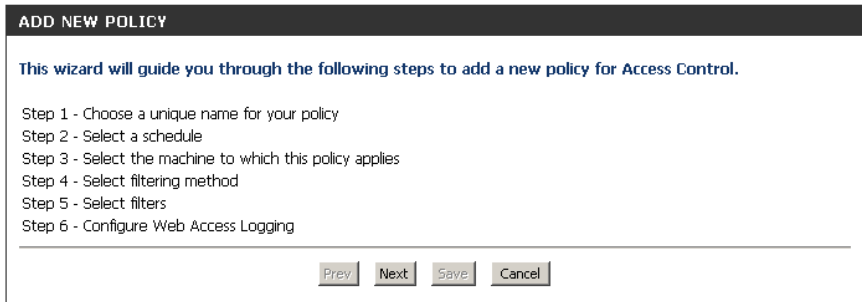 ADD NEW POLICY
This wizard will guide you through the following steps to add a new policy for Access Control.
Step 1 - Choose a unique name for your policy
Step 2 - Select a schedule
Step 3 - Select the machine to which this policy applies
Step 4 - Select filtering method
Step 5 - Select filters
Step 6 - Configure Web Access Logging
Prev Next Save Cancel